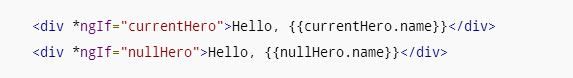 <div *ngIf="currentHero">Hello, {{currentHero.name}}</div>
<div *ngIf="nullHero">Hello, {{nullHero.name}}</div>